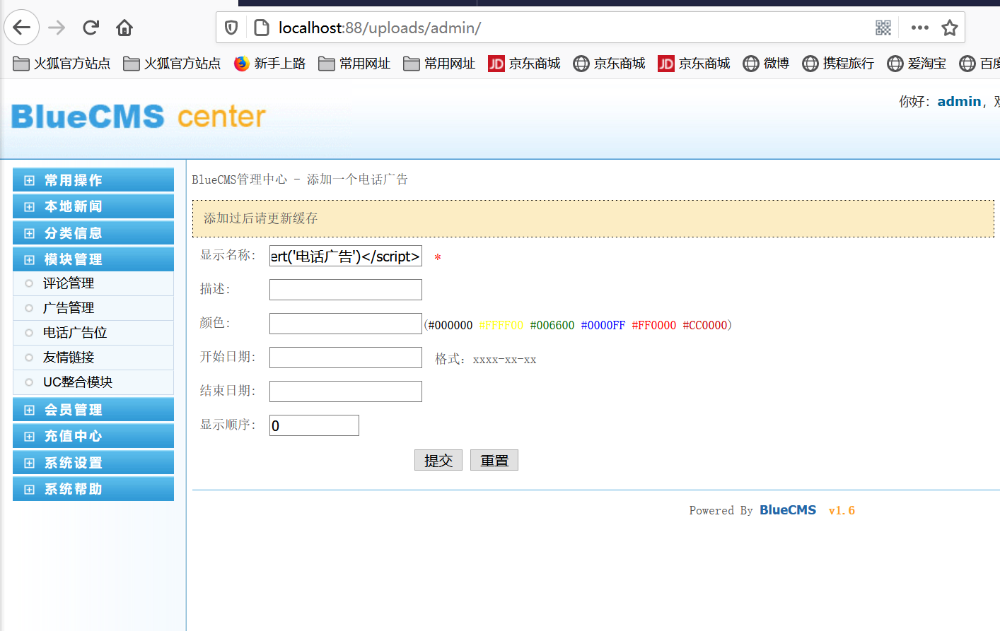 localhost:88/uploads/admin/
火狐官方站点 火狐官方站点 新手上路 常用网址 常用网址 京东商城 京东商城 京东商城 微博 携程旅行 爱淘宝 百度
BlueCMS center
你好：admin，欢
常用操作
本地新闻
分类信息
模块管理
评论管理
广告管理
电话广告位
友情链接
UC整合模块
会员管理
充值中心
系统设置
系统帮助
BlueCMS管理中心 - 添加一个电话广告
添加过后请更新缓存
显示名称: ert('电话广告')</script> *
描述:
颜色: (#000000 #FFFF00 #006600 #0000FF #FF0000 #CC0000)
开始日期: 格式: xxxx-xx-xx
结束日期:
显示顺序: 0
提交 重置
Powered By BlueCMS v1.6